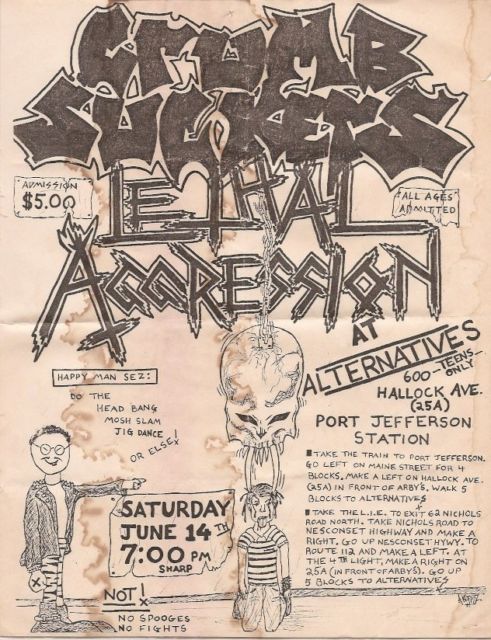 CRUMB
SUCKERS
ADMISSION
$5.00
ALL AGES
ADMITTED
LETHAL
AGGRESSION
AT
ALTERNATIVES
600 - TEENS
ONLY -
HALLOCK AVE.
(25A)
PORT JEFFERSON
STATION
HAPPY MAN SEZ:
DO THE
HEAD BANG
MOSH SLAM
JIG DANCE
OR ELSE!
TAKE THE TRAIN TO PORT JEFFERSON.
GO LEFT ON MAINE STREET FOR 4
BLOCKS. MAKE A LEFT ON HALLOCK AVE.
(25A) IN FRONT OF ARBY'S. WALK 5
BLOCKS TO ALTERNATIVES
TAKE THE L.I.E. TO EXIT 62 NICHOLS
ROAD NORTH. TAKE NICHOLS ROAD TO
NESCONSET HIGHWAY AND MAKE A
RIGHT. GO UP NESCONSET HYWY. TO
ROUTE 112 AND MAKE A LEFT. AT
THE 4TH LIGHT, MAKE A RIGHT ON
25A (IN FRONT OF ARBY'S). GO UP
5 BLOCKS TO ALTERNATIVES
SATURDAY
JUNE 14TH
7:00 PM
SHARP
NOT!
NO SPOOGES
NO FIGHTS